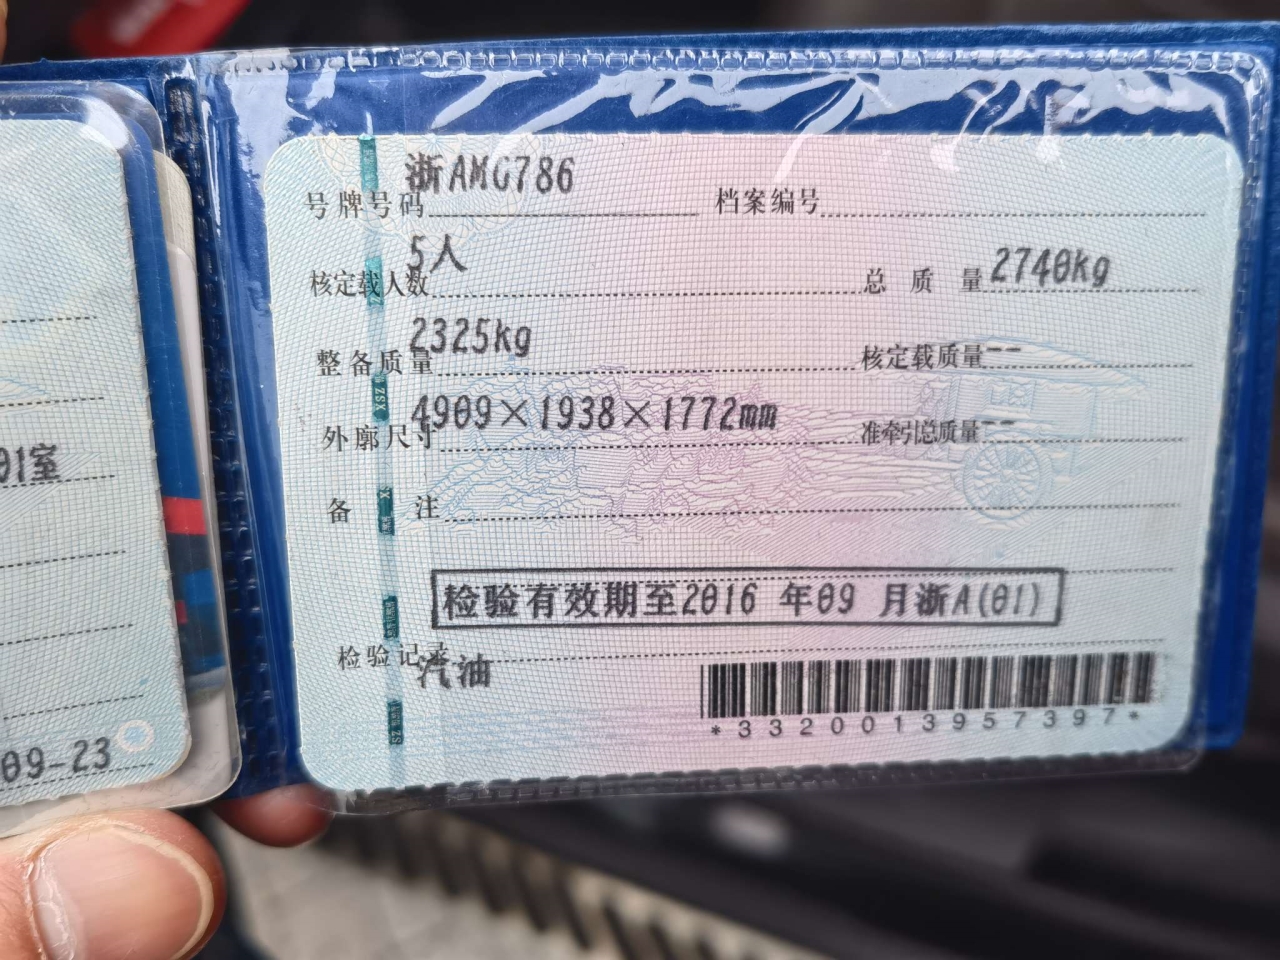 浙AMG786
号牌号码 档案编号
5人
核定载人数 总质量 2740kg
2325kg
整备质量 核定载质量--
4909×1938×1772mm
外廓尺寸 准牵引总质量--
备注
检验有效期至2016 年09 月浙A(01)
检验记录
汽油
*3320013957397*
01室
09-23